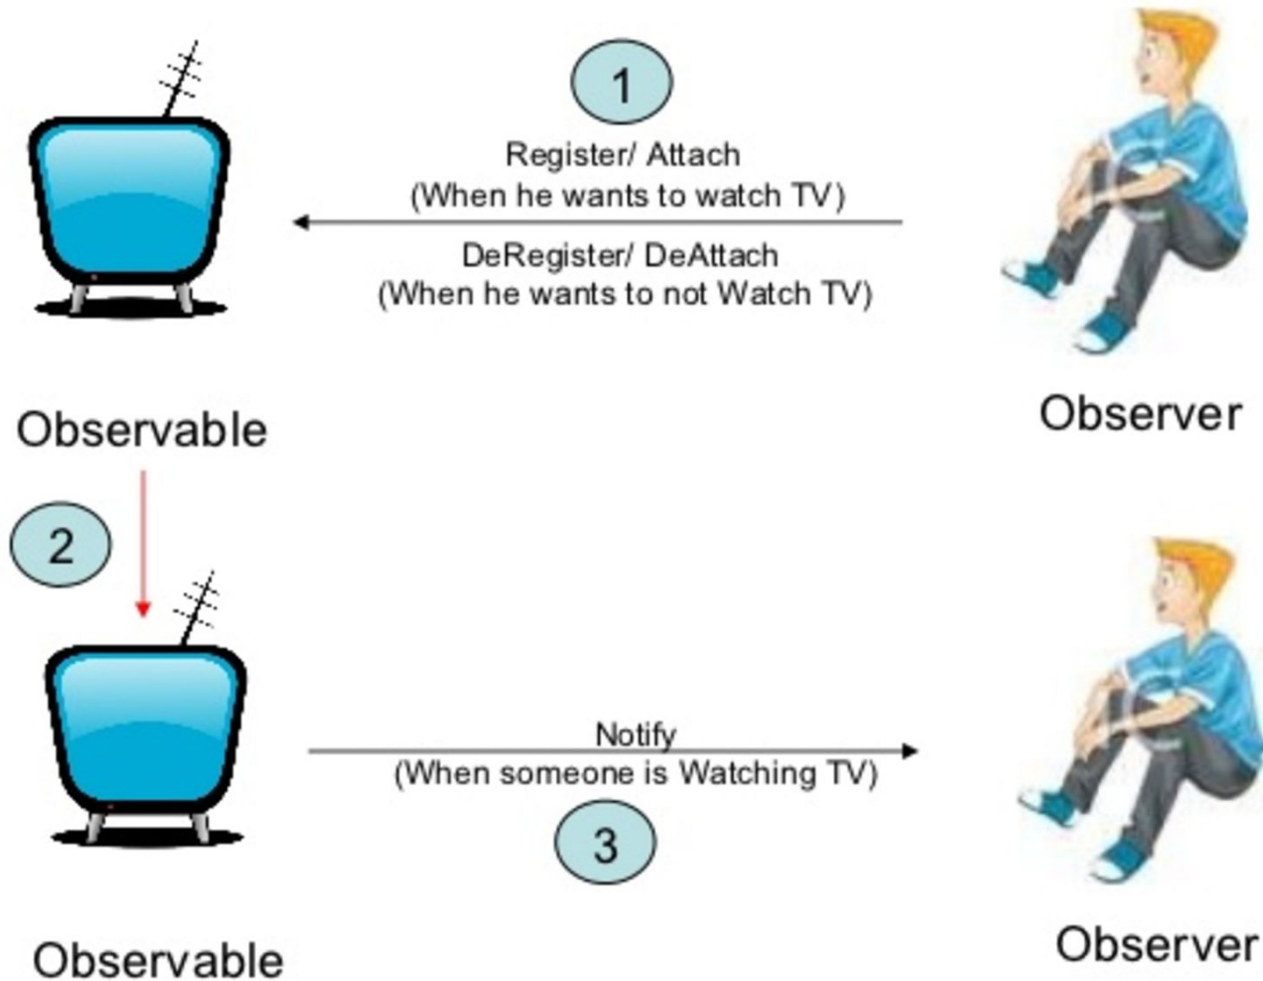 1
Register/ Attach
(When he wants to watch TV)
DeRegister/ DeAttach
(When he wants to not Watch TV)
Observable
Observer
2
Notify
(When someone is Watching TV)
3
Observable
Observer